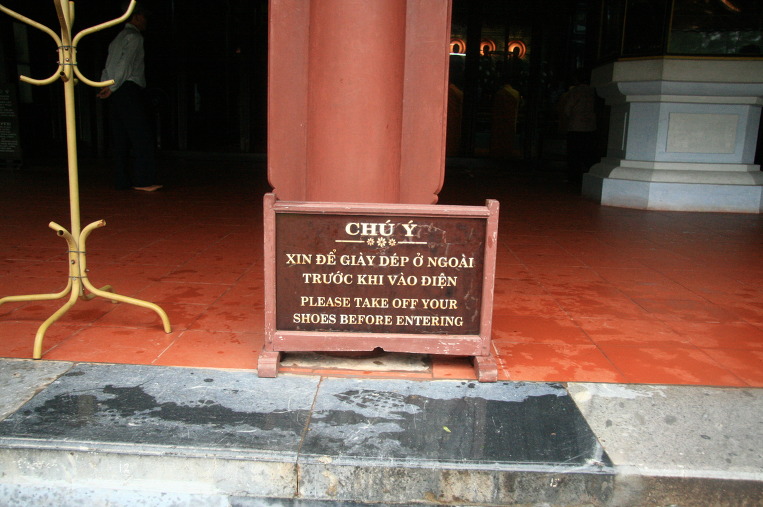 CHÚ Ý
XIN ĐỂ GIÀY DÉP Ở NGOÀI
TRƯỚC KHI VÀO ĐIỆN
PLEASE TAKE OFF YOUR
SHOES BEFORE ENTERING